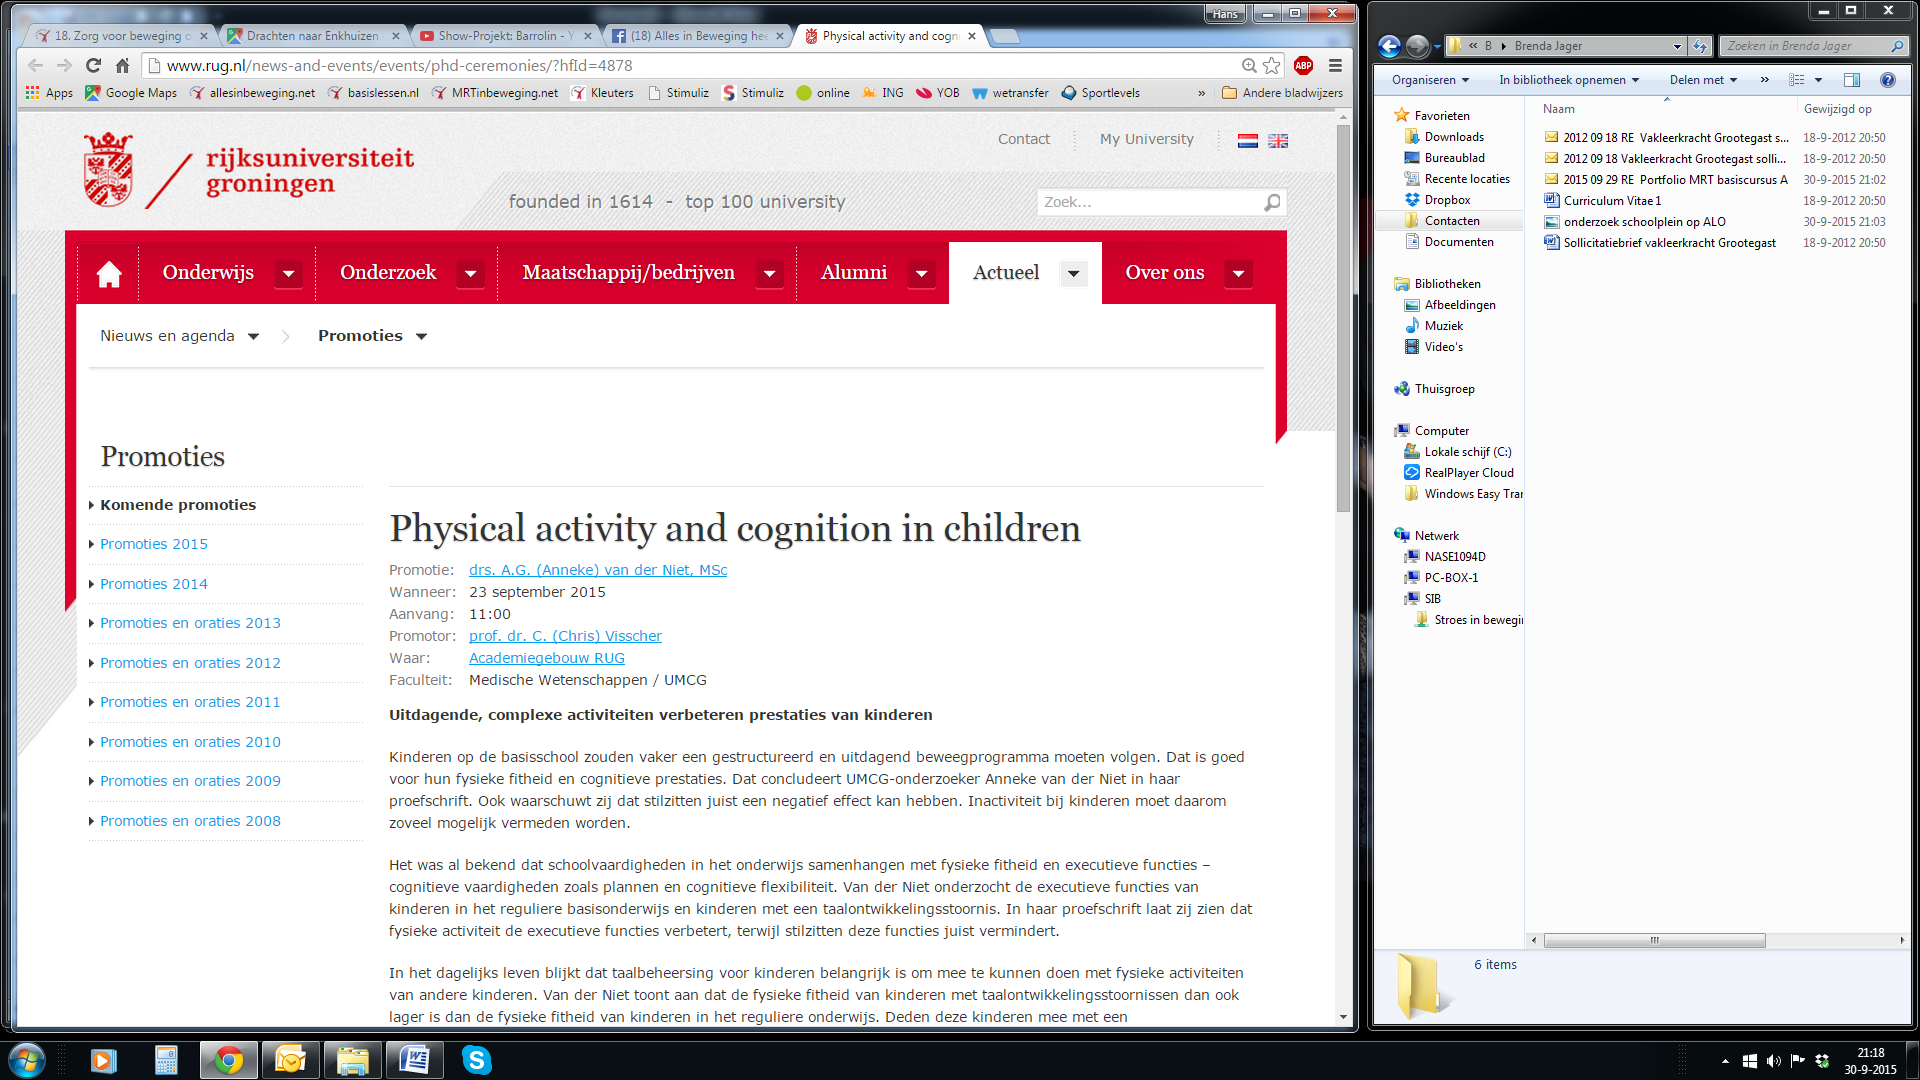 Hans
18. Zorg voor beweging o
Drachten naar Enkhuizen
Show-Projekt: Barrolin - Y
(18) Alles in Beweging hee
Physical activity and cogni
www.rug.nl/news-and-events/events/phd-ceremonies/?hfId=4878
ABP
Apps
Google Maps
allesinbeweging.net
basislessen.nl
MRTinbeweging.net
Kleuters
Stimuliz
Stimuliz
online
ING
YOB
wetransfer
Sportlevels
»
Andere bladwijzers
Contact
My University
rijksuniversiteit
groningen
founded in 1614 - top 100 university
Zoek...
Onderwijs
Onderzoek
Maatschappij/bedrijven
Alumni
Actueel
Over ons
Nieuws en agenda
Promoties
Promoties
Komende promoties
Promoties 2015
Promoties 2014
Promoties en oraties 2013
Promoties en oraties 2012
Promoties en oraties 2011
Promoties en oraties 2010
Promoties en oraties 2009
Promoties en oraties 2008
Physical activity and cognition in children
Promotie: drs. A.G. (Anneke) van der Niet, MSc
Wanneer: 23 september 2015
Aanvang: 11:00
Promotor: prof. dr. C. (Chris) Visscher
Waar: Academiegebouw RUG
Faculteit: Medische Wetenschappen / UMCG
Uitdagende, complexe activiteiten verbeteren prestaties van kinderen
Kinderen op de basisschool zouden vaker een gestructureerd en uitdagend beweegprogramma moeten volgen. Dat is goed
voor hun fysieke fitheid en cognitieve prestaties. Dat concludeert UMCG-onderzoeker Anneke van der Niet in haar
proefschrift. Ook waarschuwt zij dat stilzitten juist een negatief effect kan hebben. Inactiviteit bij kinderen moet daarom
zoveel mogelijk vermeden worden.
Het was al bekend dat schoolvaardigheden in het onderwijs samenhangen met fysieke fitheid en executieve functies –
cognitieve vaardigheden zoals plannen en cognitieve flexibiliteit. Van der Niet onderzocht de executieve functies van
kinderen in het reguliere basisonderwijs en kinderen met een taalontwikkelingsstoornis. In haar proefschrift laat zij zien dat
fysieke activiteit de executieve functies verbetert, terwijl stilzitten deze functies juist vermindert.
In het dagelijks leven blijkt dat taalbeheersing voor kinderen belangrijk is om mee te kunnen doen met fysieke activiteiten
van andere kinderen. Van der Niet toont aan dat de fysieke fitheid van kinderen met taalontwikkelingsstoornissen dan ook
lager is dan de fysieke fitheid van kinderen in het reguliere onderwijs. Deden deze kinderen mee met een
« B
Brenda Jager
Zoeken in Brenda Jager
Organiseren
In bibliotheek opnemen
Delen met
»
Favorieten
Downloads
Bureaublad
Recente locaties
Dropbox
Contacten
Documenten
Bibliotheken
Afbeeldingen
Muziek
Video's
Thuisgroep
Computer
Lokale schijf (C:)
RealPlayer Cloud
Windows Easy Tran
Netwerk
NASE1094D
PC-BOX-1
SIB
Stroes in bewegin
Naam Gewijzigd op
2012 09 18 RE Vakleerkracht Grootegast s... 18-9-2012 20:50
2012 09 18 Vakleerkracht Grootegast solli... 18-9-2012 20:50
2015 09 29 RE Portfolio MRT basiscursus A 30-9-2015 21:02
Curriculum Vitae 1 18-9-2012 20:50
onderzoek schoolplein op ALO 30-9-2015 21:03
Sollicitatiebrief vakleerkracht Grootegast 18-9-2012 20:50
6 items
21:18
30-9-2015